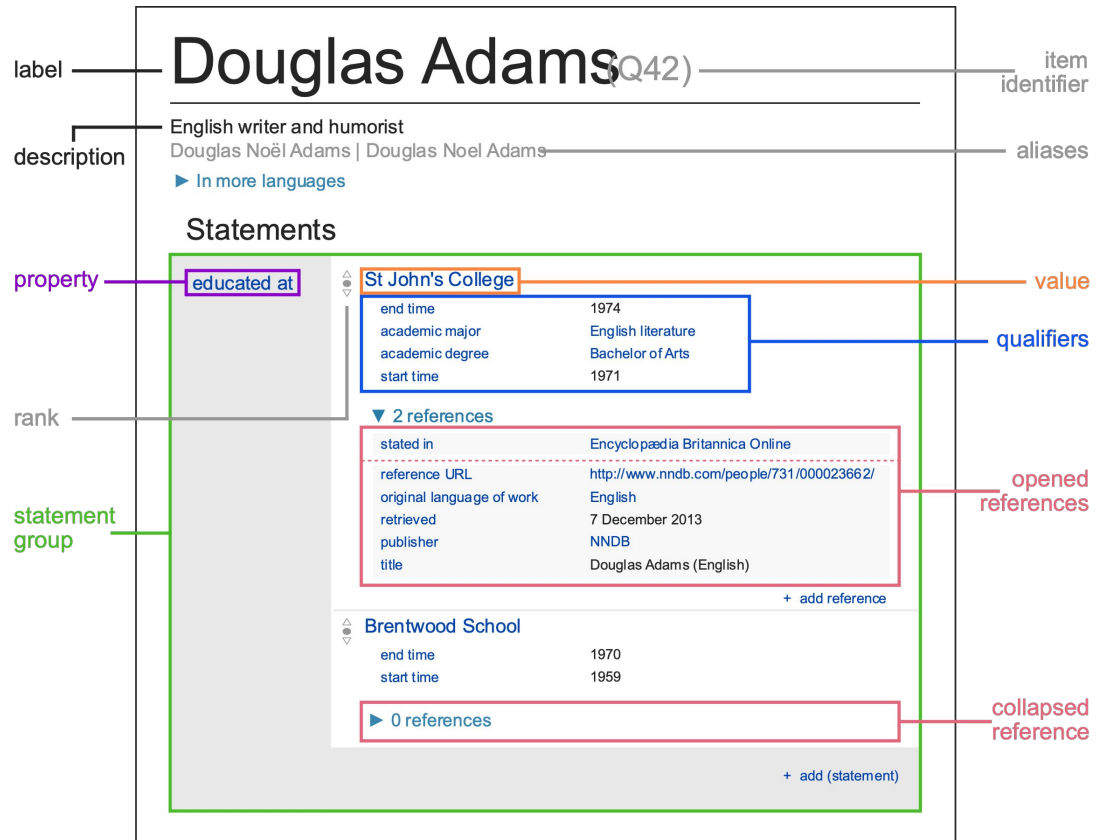 Douglas Adams (Q42)
label
item
identifier
English writer and humorist
description
Douglas Noël Adams | Douglas Noel Adams
aliases
► In more languages
Statements
property
educated at
St John's College
value
end time 1974
academic major English literature
qualifiers
academic degree Bachelor of Arts
start time 1971
rank
▼ 2 references
stated in Encyclopædia Britannica Online
reference URL http://www.nndb.com/people/731/000023662/
opened
references
original language of work English
statement
group
retrieved 7 December 2013
publisher NNDB
title Douglas Adams (English)
+ add reference
Brentwood School
end time 1970
start time 1959
collapsed
reference
► 0 references
+ add (statement)